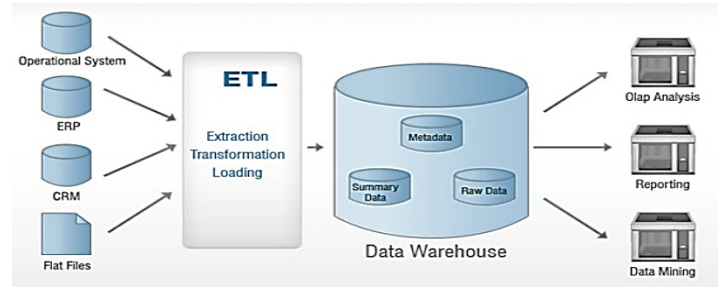 Operational System
ERP
CRM
Flat Files
ETL
Extraction
Transformation
Loading
Metadata
Summary
Data
Raw Data
Data Warehouse
Olap Analysis
Reporting
Data Mining